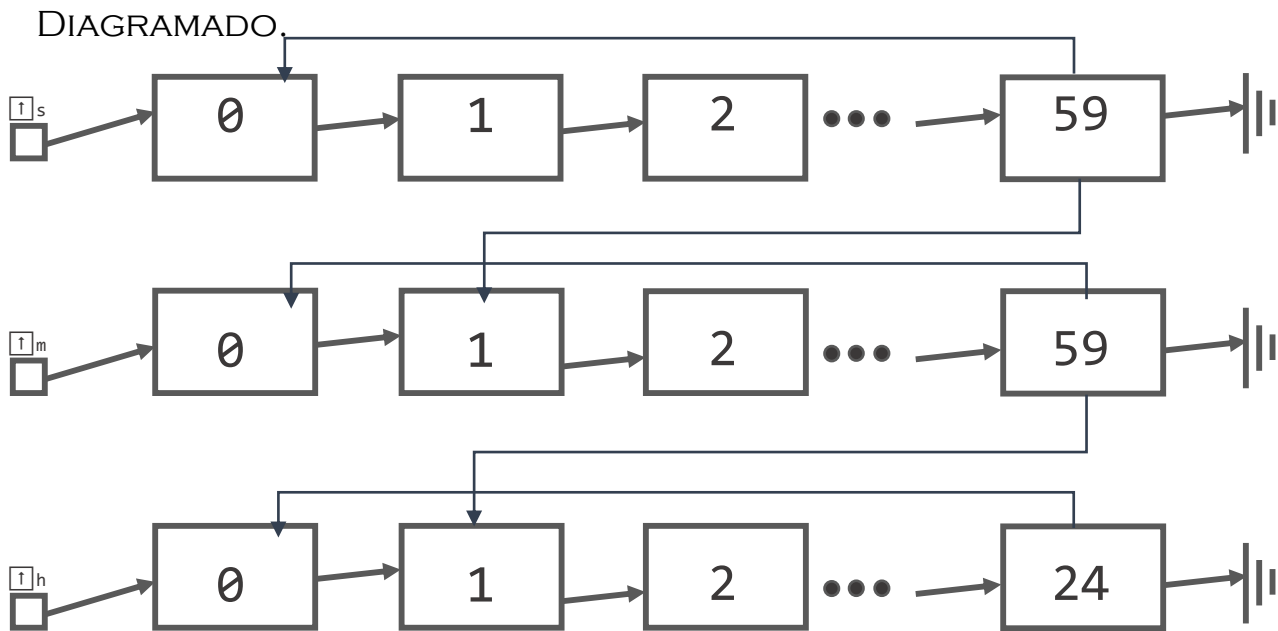 DIAGRAMADO.
↑s
0 1 2 ••• 59
↑m
0 1 2 ••• 59
↑h
0 1 2 ••• 24